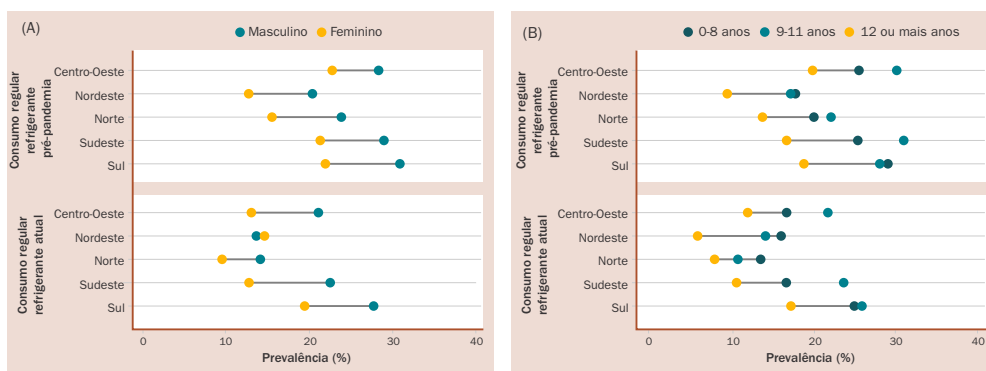 (A)
Masculino Feminino
Consumo regular
refrigerante
pré-pandemia
Centro-Oeste
Nordeste
Norte
Sudeste
Sul
Consumo regular
refrigerante atual
Centro-Oeste
Nordeste
Norte
Sudeste
Sul
0 10 20 30 40
Prevalência (%)
(B)
0-8 anos 9-11 anos 12 ou mais anos
Consumo regular
refrigerante
pré-pandemia
Centro-Oeste
Nordeste
Norte
Sudeste
Sul
Consumo regular
refrigerante atual
Centro-Oeste
Nordeste
Norte
Sudeste
Sul
0 10 20 30 40
Prevalência (%)